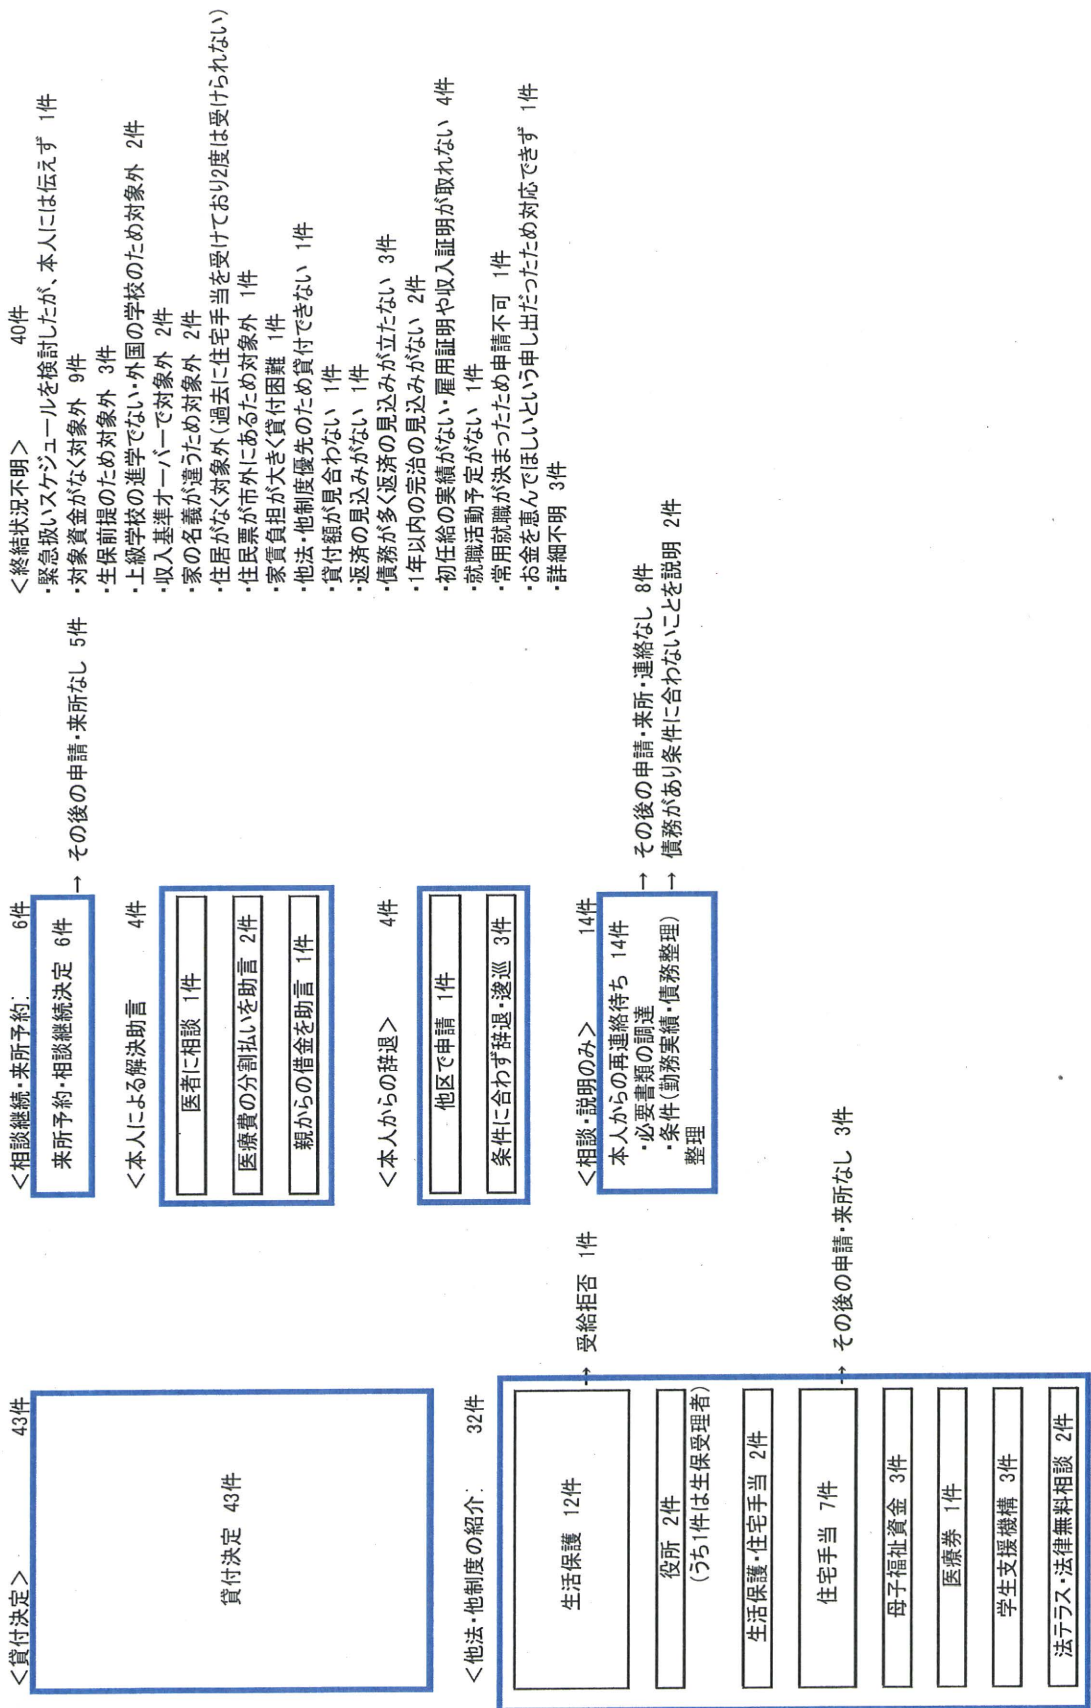 <貸付決定> 43件
貸付決定 43件
<他法・他制度の紹介: 32件
生活保護 12件
→ 受給拒否 1件
役所 2件
(うち1件は生保受理者)
生活保護・住宅手当 2件
住宅手当 7件
→ その後の申請・来所なし 3件
母子福祉資金 3件
医療券 1件
学生支援機構 3件
法テラス・法律無料相談 2件
<相談継続・来所予約: 6件
来所予約・相談継続決定 6件
→ その後の申請・来所なし 5件
<本人による解決助言 4件
医者に相談 1件
医療費の分割払いを助言 2件
親からの借金を助言 1件
<本人からの辞退> 4件
他区で申請 1件
条件に合わず辞退・逡巡 3件
<相談・説明のみ> 14件
本人からの再連絡待ち 14件
・必要書類の調達
・条件(勤務実績・債務整理)
整理
→ その後の申請・来所・連絡なし 8件
→ 債務があり条件に合わないことを説明 2件
<終結状況不明> 40件
・緊急扱いスケジュールを検討したが、本人には伝えず 1件
・対象資金がなく対象外 9件
・生保前提のため対象外 3件
・上級学校の進学でない・外国の学校のため対象外 2件
・収入基準オーバーで対象外 2件
・家の名義が違うため対象外 2件
・住居がなく対象外(過去に住宅手当を受けており2度は受けられない)
・住民票が市外にあるため対象外 1件
・家賃負担が大きく貸付困難 1件
・他法・他制度優先のため貸付できない 1件
・貸付額が見合わない 1件
・返済の見込みがない 1件
・債務が多く返済の見込みが立たない 3件
・1年以内の完治の見込みがない 2件
・初任給の実績がない・雇用証明や収入証明が取れない 4件
・就職活動予定がない 1件
・常用就職が決まったため申請不可 1件
・お金を恵んでほしいという申し出だったため対応できず 1件
・詳細不明 3件